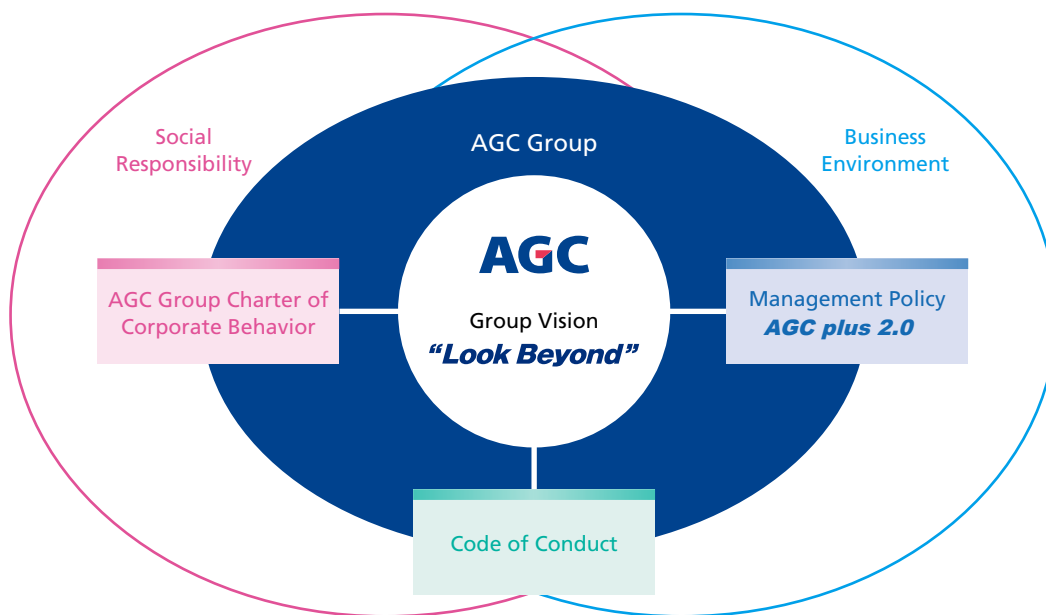 Social
Responsibility
AGC Group
Business
Environment
AGC
Group Vision
“Look Beyond”
AGC Group Charter of
Corporate Behavior
Management Policy
AGC plus 2.0
Code of Conduct